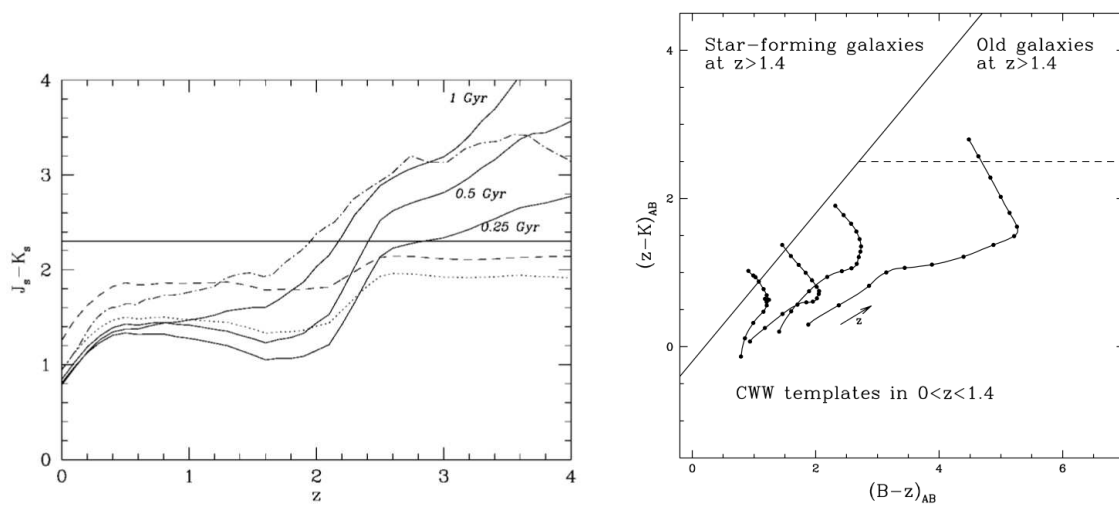 4
3
2
1
0
0
1
2
3
4
J_s-K_s
z
1 Gyr
0.5 Gyr
0.25 Gyr
Star-forming galaxies
at z>1.4
Old galaxies
at z>1.4
4
2
0
(z-K)_AB
z
CWW templates in 0<z<1.4
0
2
4
6
(B-z)_AB